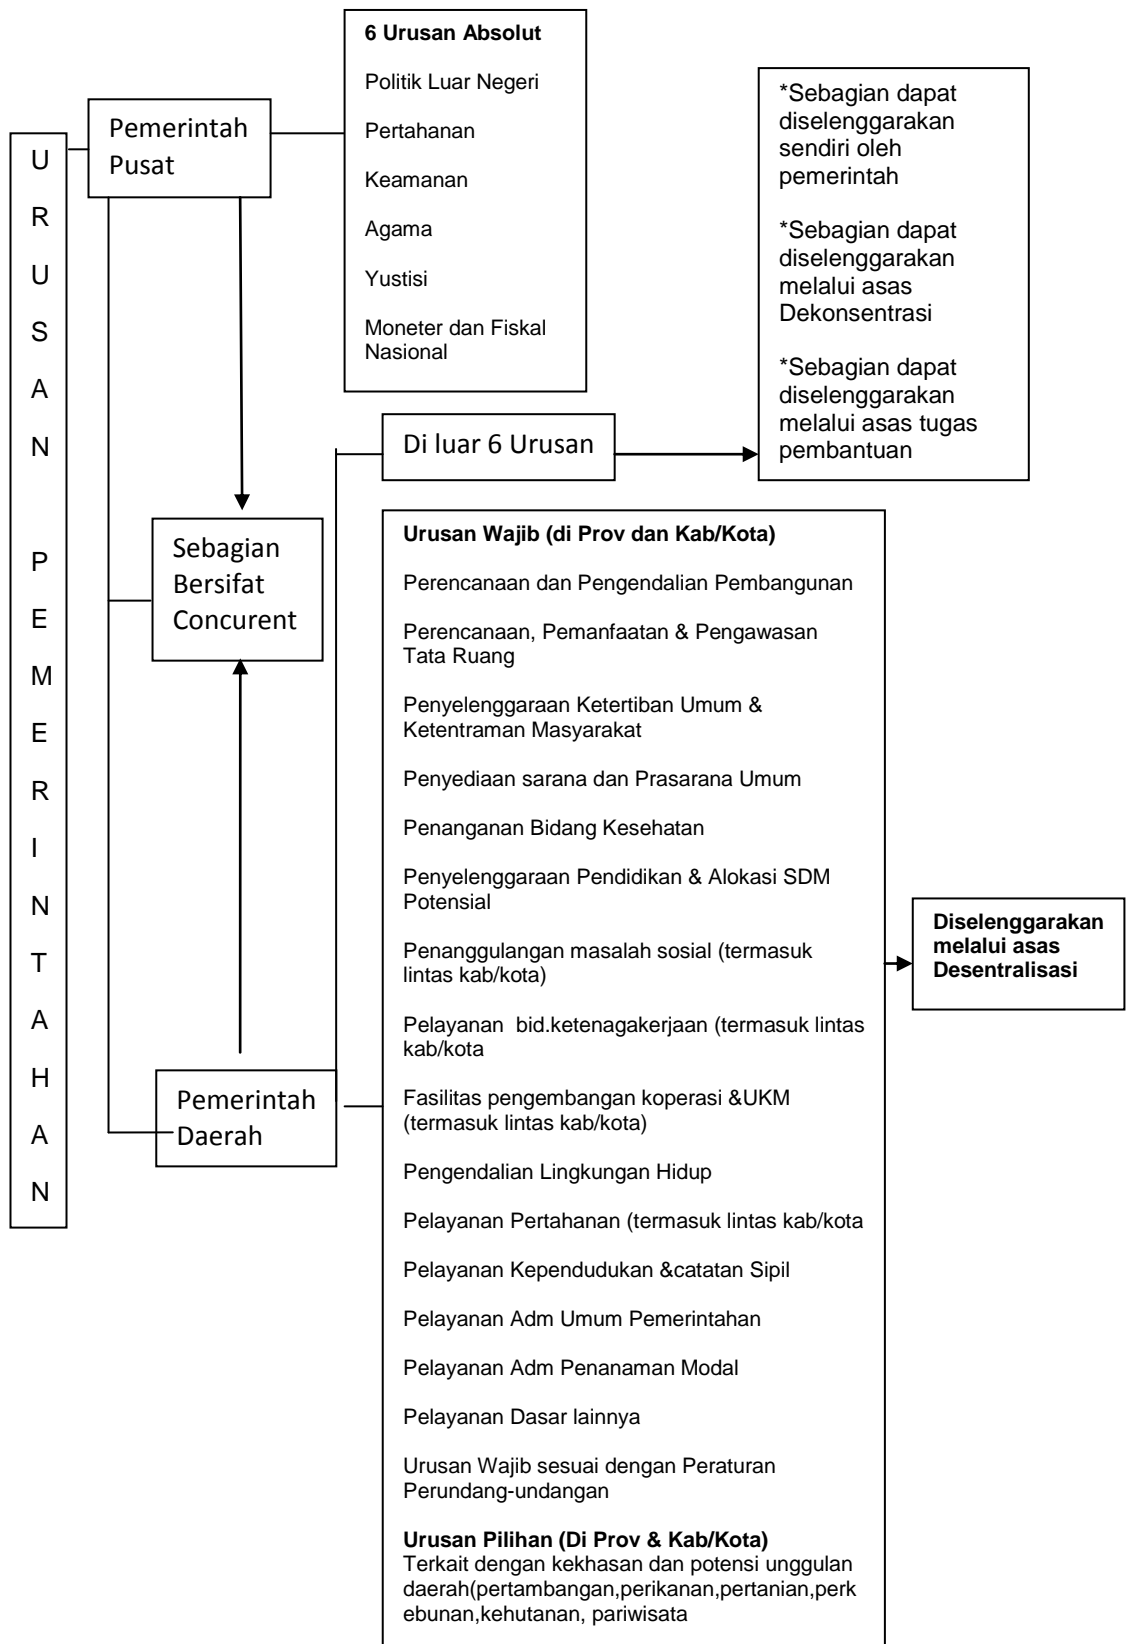 URUSAN PEMERINTAHAN
Pemerintah
Pusat
6 Urusan Absolut
Politik Luar Negeri
Pertahanan
Keamanan
Agama
Yustisi
Moneter dan Fiskal
Nasional
*Sebagian dapat
diselenggarakan
sendiri oleh
pemerintah
*Sebagian dapat
diselenggarakan
melalui asas
Dekonsentrasi
*Sebagian dapat
diselenggarakan
melalui asas tugas
pembantuan
Di luar 6 Urusan
Sebagian
Bersifat
Concurent
Pemerintah
Daerah
Urusan Wajib (di Prov dan Kab/Kota)
Perencanaan dan Pengendalian Pembangunan
Perencanaan, Pemanfaatan & Pengawasan
Tata Ruang
Penyelenggaraan Ketertiban Umum &
Ketentraman Masyarakat
Penyediaan sarana dan Prasarana Umum
Penanganan Bidang Kesehatan
Penyelenggaraan Pendidikan & Alokasi SDM
Potensial
Penanggulangan masalah sosial (termasuk
lintas kab/kota)
Pelayanan bid.ketenagakerjaan (termasuk lintas
kab/kota
Fasilitas pengembangan koperasi &UKM
(termasuk lintas kab/kota)
Pengendalian Lingkungan Hidup
Pelayanan Pertahanan (termasuk lintas kab/kota
Pelayanan Kependudukan &catatan Sipil
Pelayanan Adm Umum Pemerintahan
Pelayanan Adm Penanaman Modal
Pelayanan Dasar lainnya
Urusan Wajib sesuai dengan Peraturan
Perundang-undangan
Urusan Pilihan (Di Prov & Kab/Kota)
Terkait dengan kekhasan dan potensi unggulan
daerah(pertambangan,perikanan,pertanian,perk
ebunan,kehutanan, pariwisata
Diselenggarakan
melalui asas
Desentralisasi